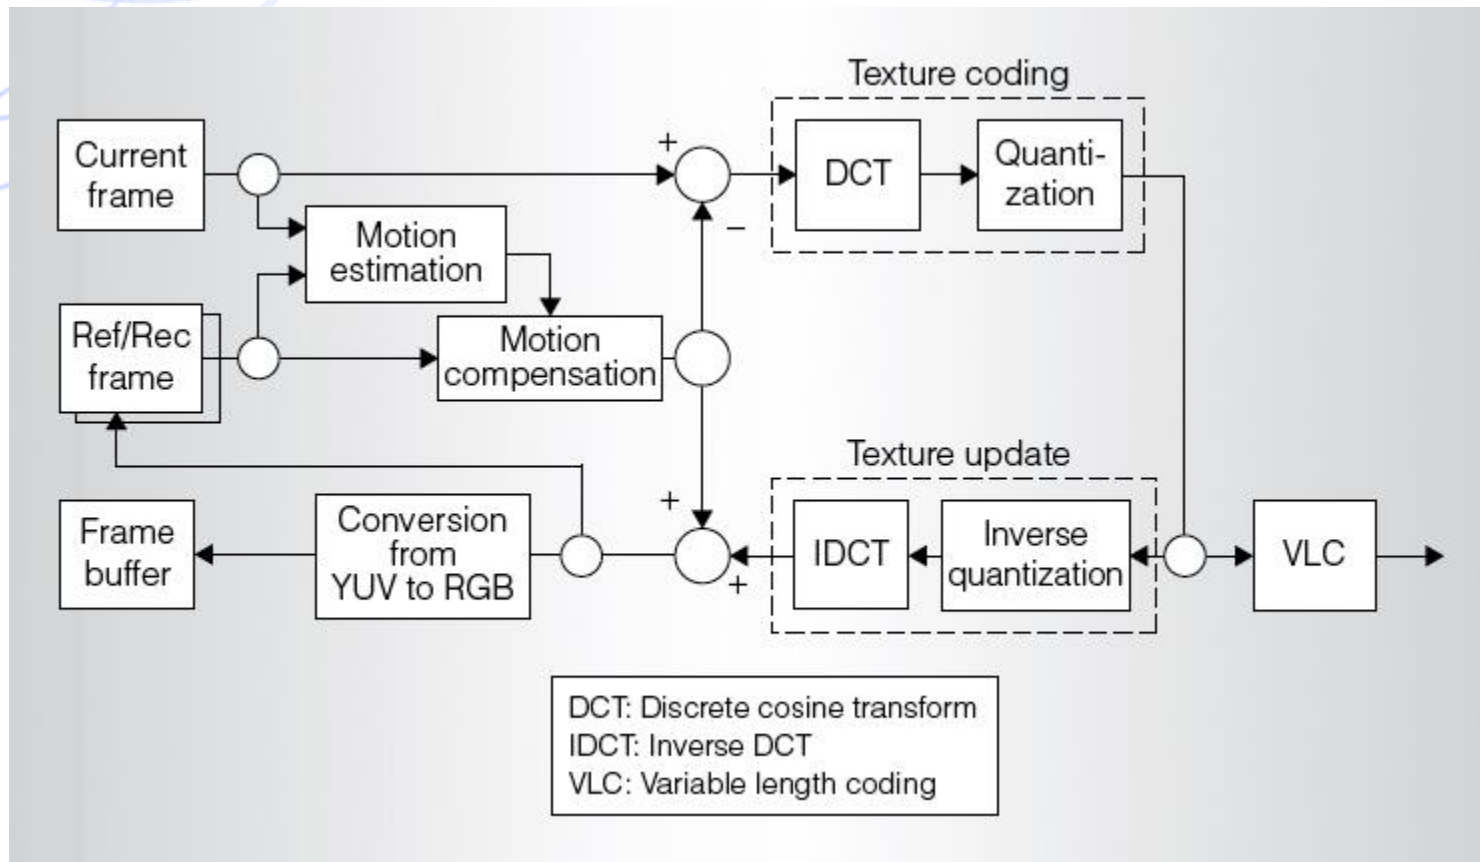 Texture coding
Current
frame
+
DCT
Quanti-
zation
−
Motion
estimation
Ref/Rec
frame
Motion
compensation
Texture update
+
Frame
buffer
Conversion
from
YUV to RGB
+
IDCT
Inverse
quantization
VLC
DCT: Discrete cosine transform
IDCT: Inverse DCT
VLC: Variable length coding